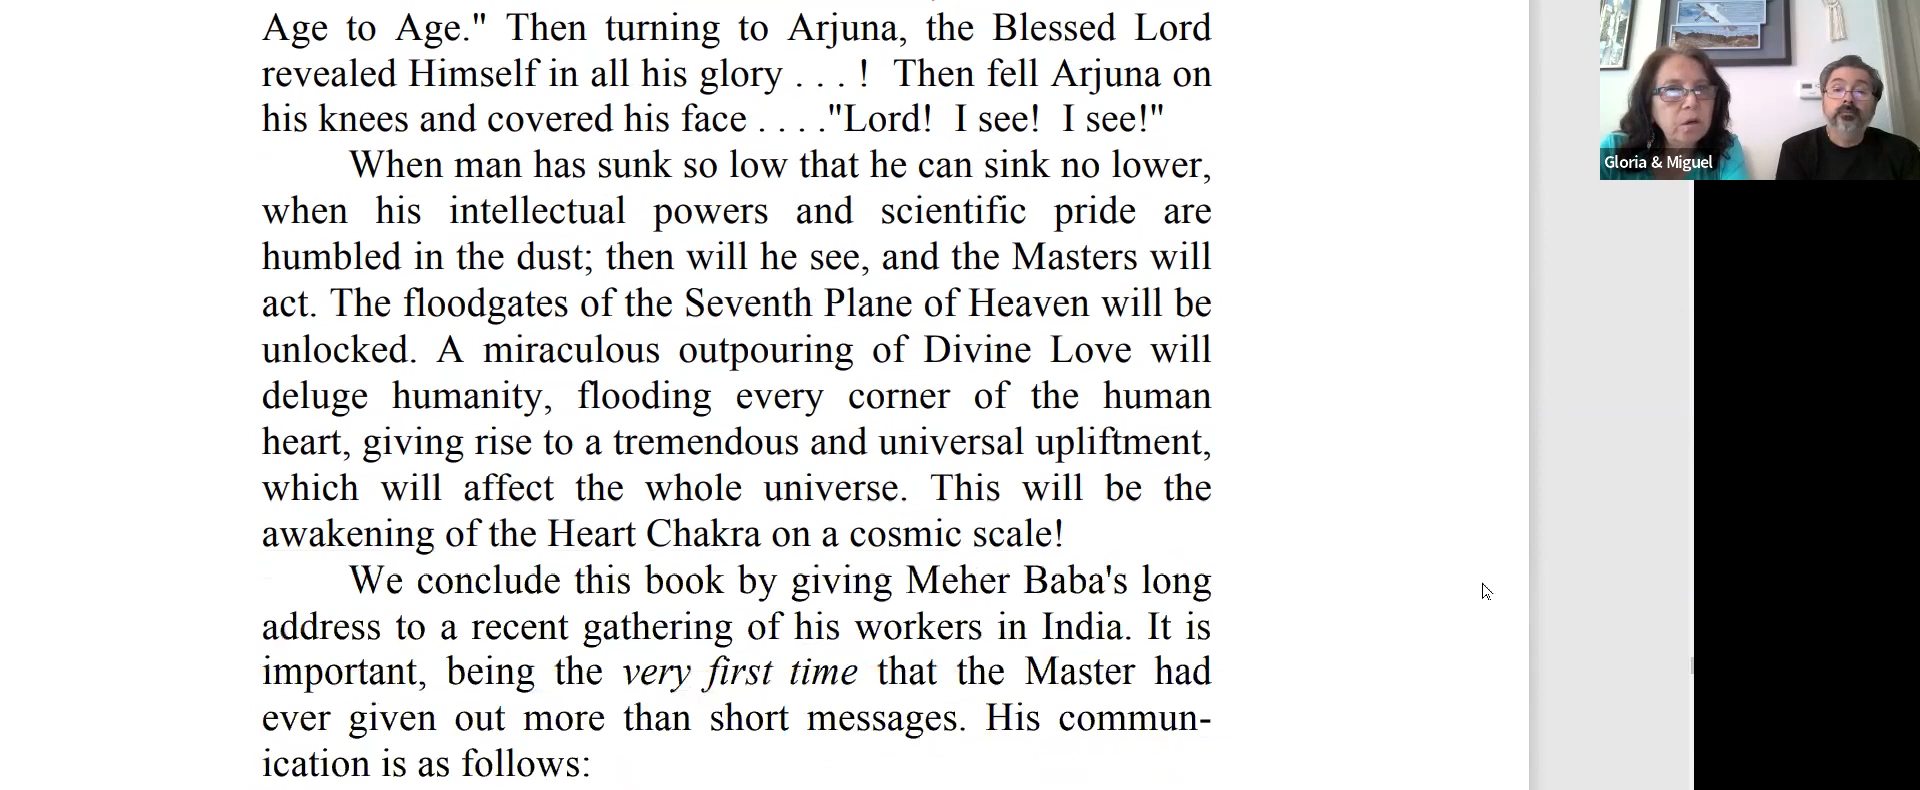 Age to Age." Then turning to Arjuna, the Blessed Lord
revealed Himself in all his glory . . . !  Then fell Arjuna on
his knees and covered his face . . . ."Lord!  I see!  I see!"
When man has sunk so low that he can sink no lower,
when his intellectual powers and scientific pride are
humbled in the dust; then will he see, and the Masters will
act. The floodgates of the Seventh Plane of Heaven will be
unlocked. A miraculous outpouring of Divine Love will
deluge humanity, flooding every corner of the human
heart, giving rise to a tremendous and universal upliftment,
which will affect the whole universe. This will be the
awakening of the Heart Chakra on a cosmic scale!
We conclude this book by giving Meher Baba's long
address to a recent gathering of his workers in India. It is
important, being the very first time that the Master had
ever given out more than short messages. His commun-
ication is as follows:
Gloria & Miguel